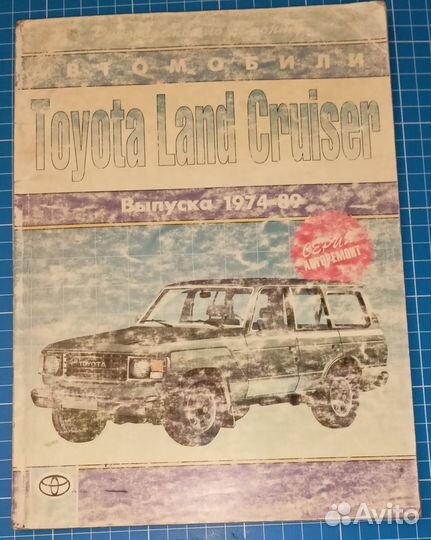 АВТОМОБИЛИ
Toyota Land Cruiser
Выпуска 1974-89
СЕРИЯ
АВТОРЕМОНТ
TOYOTA
Avito